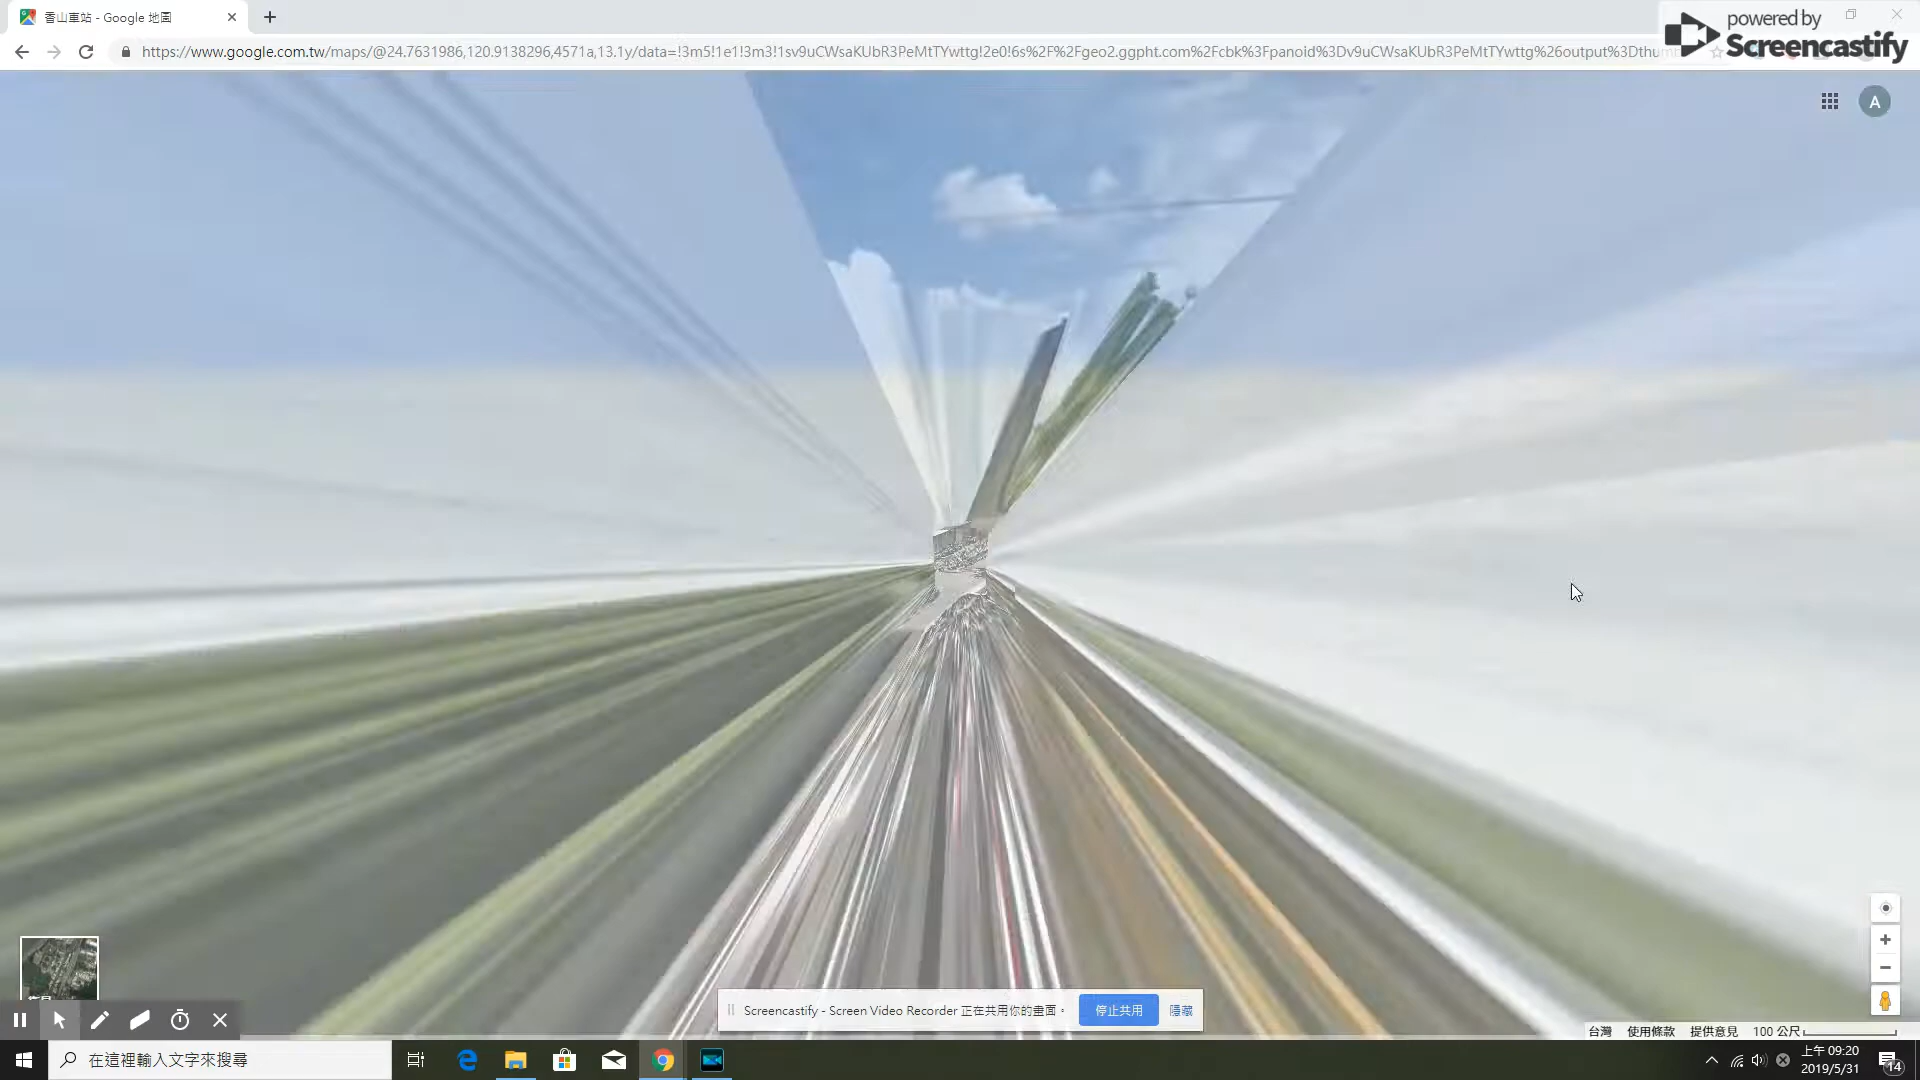 香山車站 - Google 地圖
powered by
Screencastify
https://www.google.com.tw/maps/@24.7631986,120.9138296,4571a,13.1y/data=!3m5!1e1!3m3!1sv9uCWsaKUbR3PeMtTYwttg!2e0!6s%2F%2Fgeo2.ggpht.com%2Fcbk%3Fpanoid%3Dv9uCWsaKUbR3PeMtTYwttg%26output%3Dthum
A
Screencastify - Screen Video Recorder 正在共用你的畫面。
停止共用
隱藏
台灣 使用條款 提供意見 100 公尺
在這裡輸入文字來搜尋
上午 09:20
2019/5/31
14